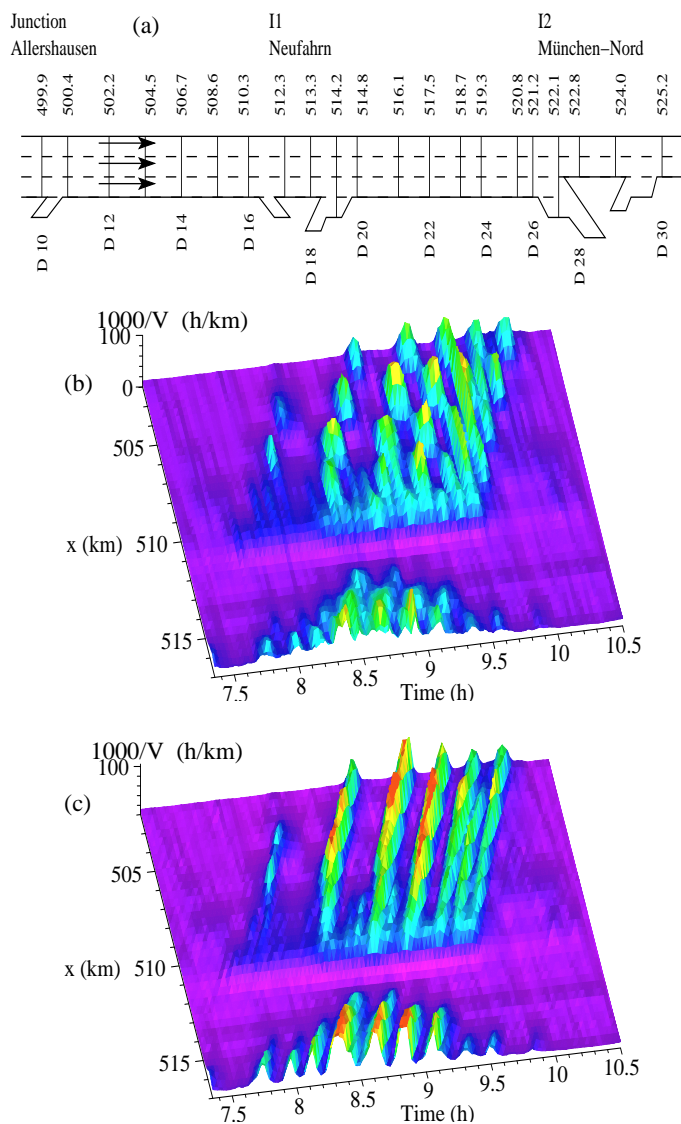 Junction (a) I1 I2
Allershausen Neufahrn München−Nord
499.9 500.4 502.2 504.5 506.7 508.6 510.3 512.3 513.3 514.2 514.8 516.1 517.5 518.7 519.3 520.8 521.2 522.1 522.8 524.0 525.2
D 10 D 12 D 14 D 16 D 18 D 20 D 22 D 24 D 26 D 28 D 30
1000/V (h/km)
100
(b) 0
505
x (km) 510
515
7.5 8 8.5 9 9.5 10 10.5
Time (h)
1000/V (h/km)
100
(c)
505
x (km) 510
515
7.5 8 8.5 9 9.5 10 10.5
Time (h)